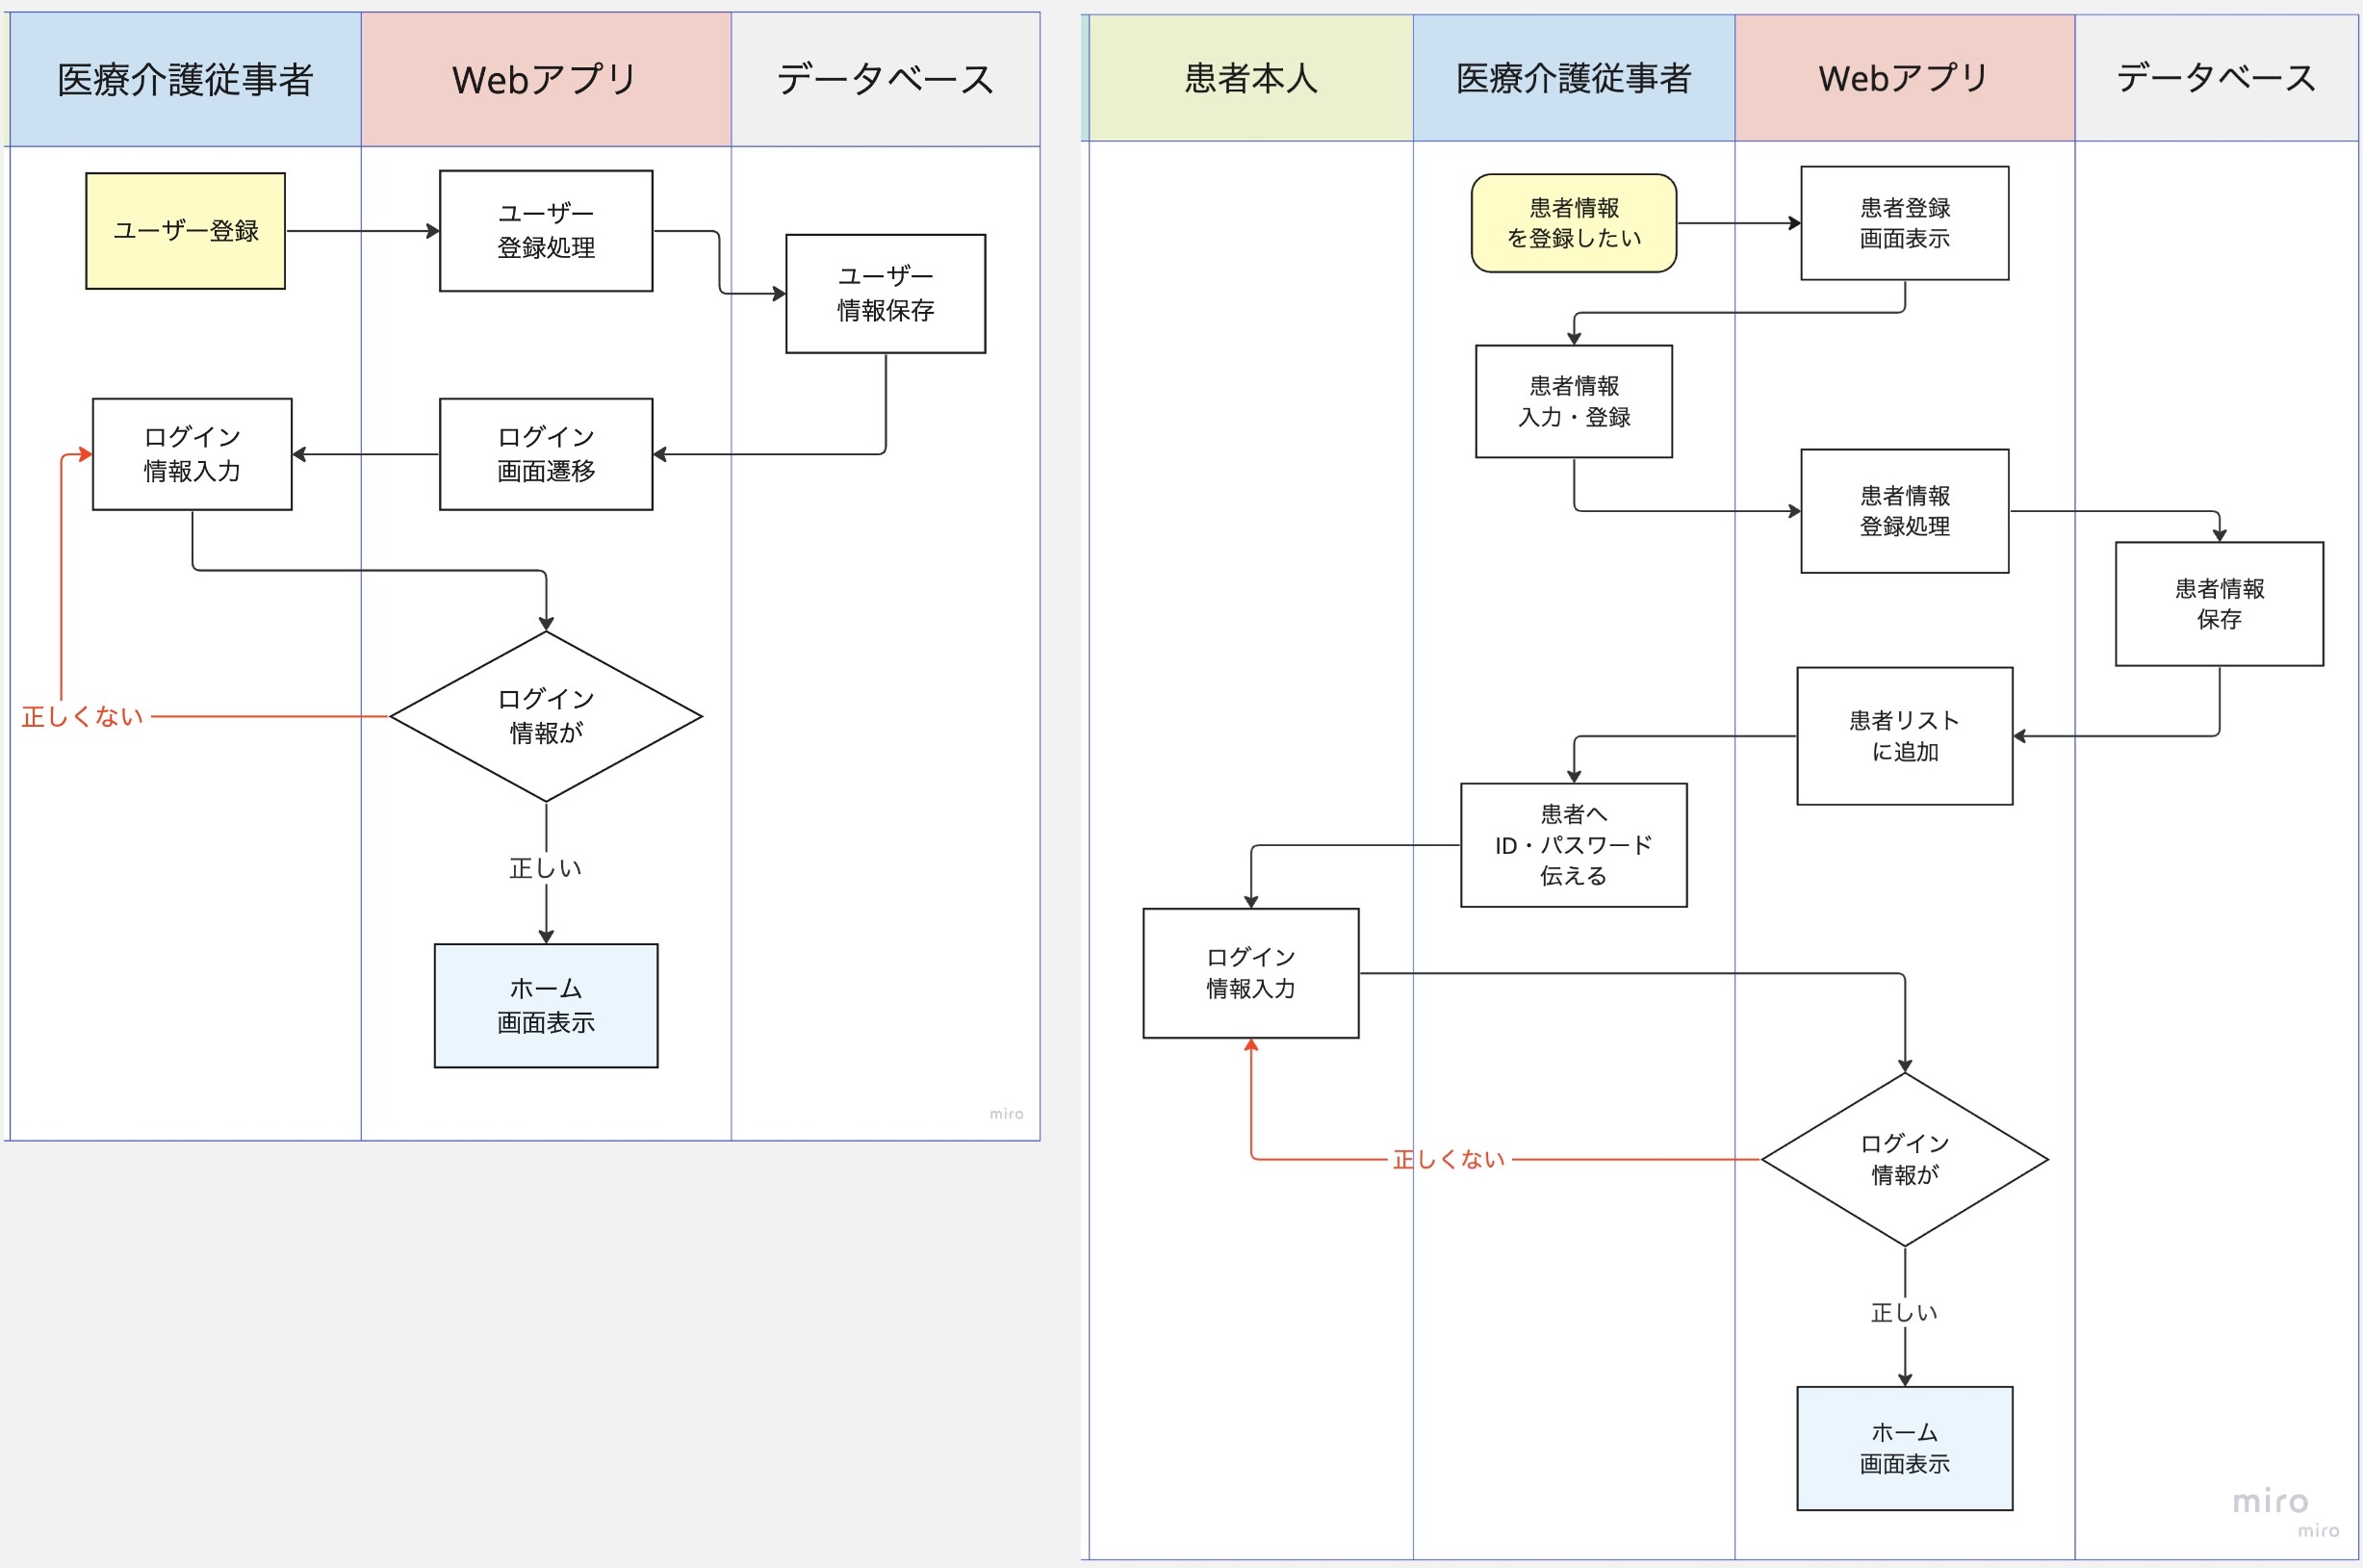 医療介護従事者
Webアプリ
データベース
ユーザー登録
ユーザー
登録処理
ユーザー
情報保存
ログイン
情報入力
ログイン
画面遷移
ログイン
情報が
正しくない
正しい
ホーム
画面表示
miro
患者本人
医療介護従事者
Webアプリ
データベース
患者情報
を登録したい
患者登録
画面表示
患者情報
入力・登録
患者情報
登録処理
患者情報
保存
患者リスト
に追加
患者へ
ID・パスワード
伝える
ログイン
情報入力
ログイン
情報が
正しくない
正しい
ホーム
画面表示
miro
miro